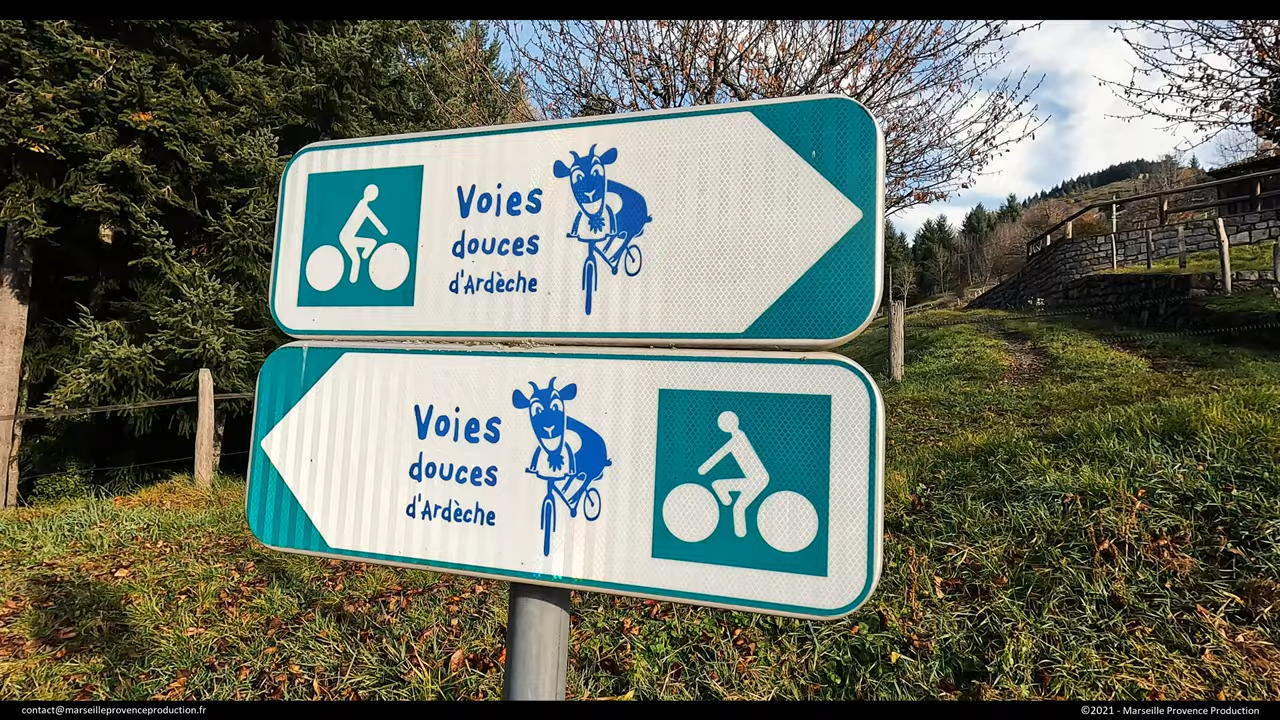 Voies
douces
d'Ardèche
Voies
douces
d'Ardèche
contact@marseilleprovenceproduction.fr
©2021 - Marseille Provence Production